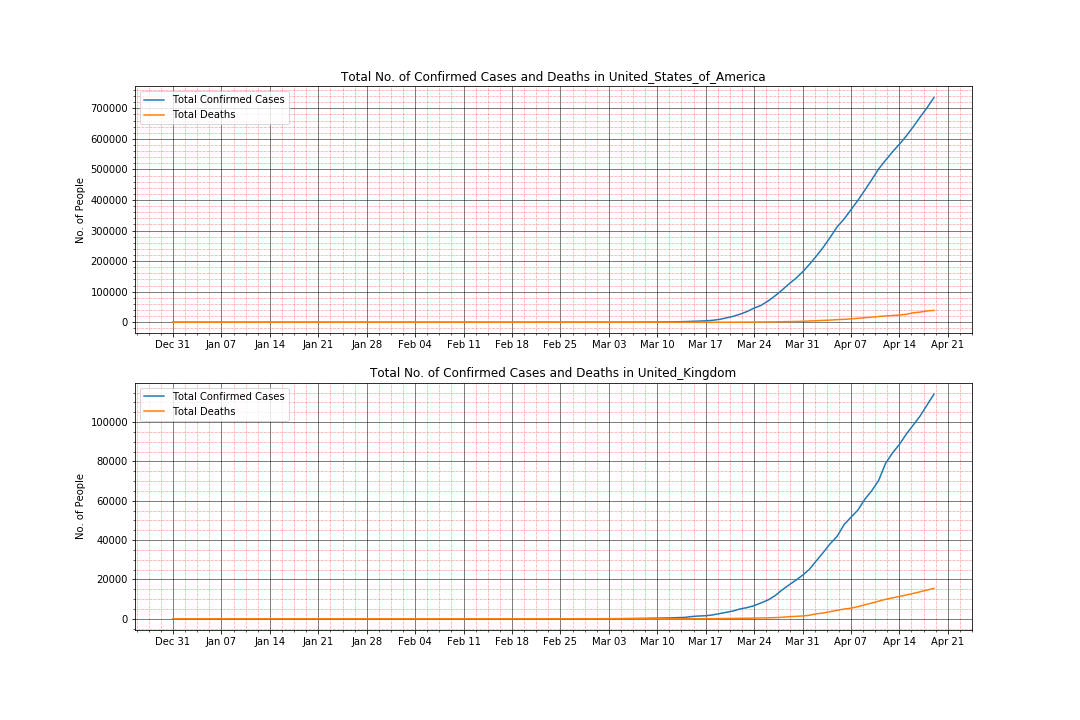 Total No. of Confirmed Cases and Deaths in United_States_of_America
Total Confirmed Cases
Total Deaths
No. of People
700000
600000
500000
400000
300000
200000
100000
0
Dec 31 Jan 07 Jan 14 Jan 21 Jan 28 Feb 04 Feb 11 Feb 18 Feb 25 Mar 03 Mar 10 Mar 17 Mar 24 Mar 31 Apr 07 Apr 14 Apr 21
Total No. of Confirmed Cases and Deaths in United_Kingdom
Total Confirmed Cases
Total Deaths
No. of People
100000
80000
60000
40000
20000
0
Dec 31 Jan 07 Jan 14 Jan 21 Jan 28 Feb 04 Feb 11 Feb 18 Feb 25 Mar 03 Mar 10 Mar 17 Mar 24 Mar 31 Apr 07 Apr 14 Apr 21